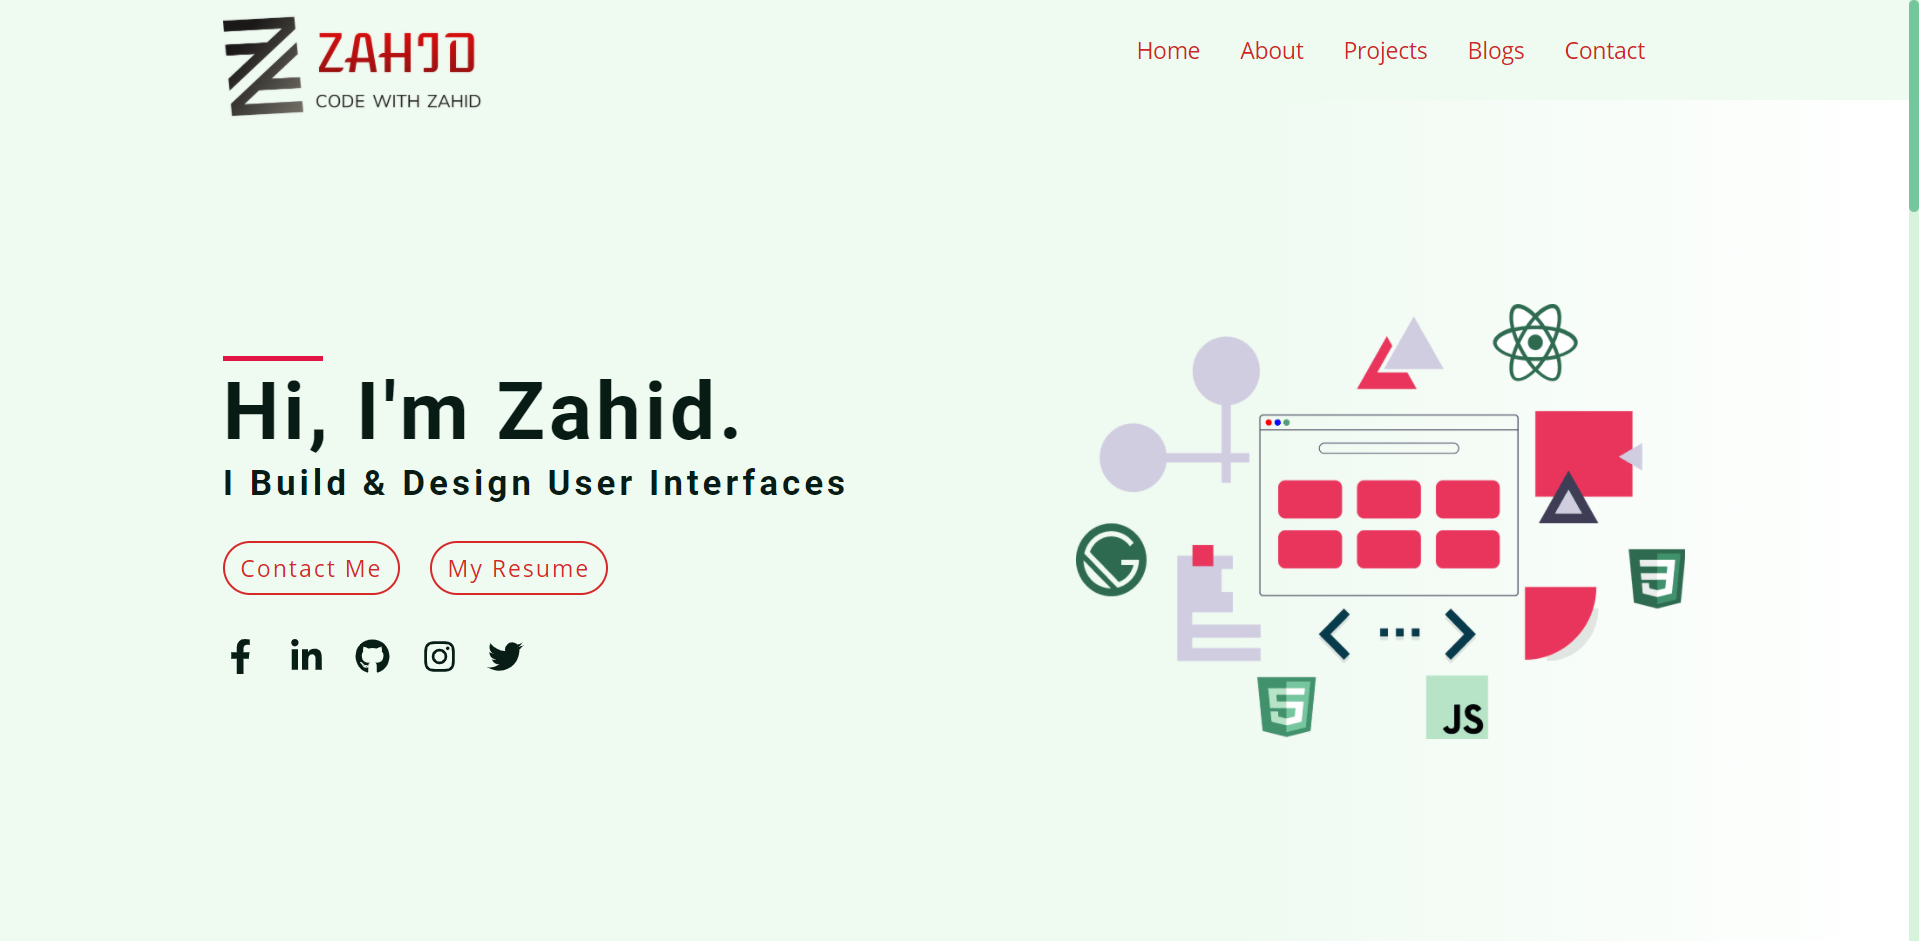 ZAHID
CODE WITH ZAHID
Home About Projects Blogs Contact
Hi, I'm Zahid.
I Build & Design User Interfaces
Contact Me My Resume
JS